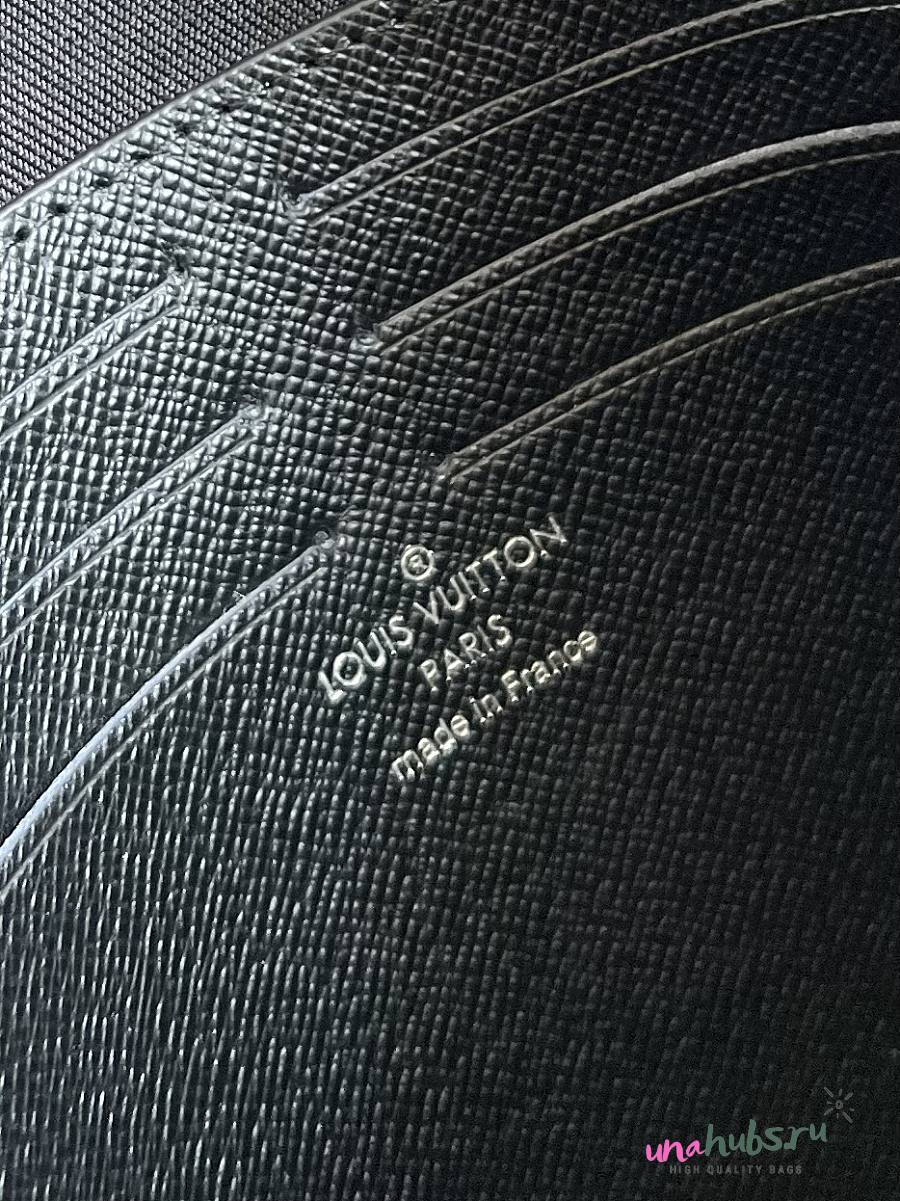 ®
LOUIS VUITTON
PARIS
made in France
unahubs.ru
HIGH QUALITY BAGS